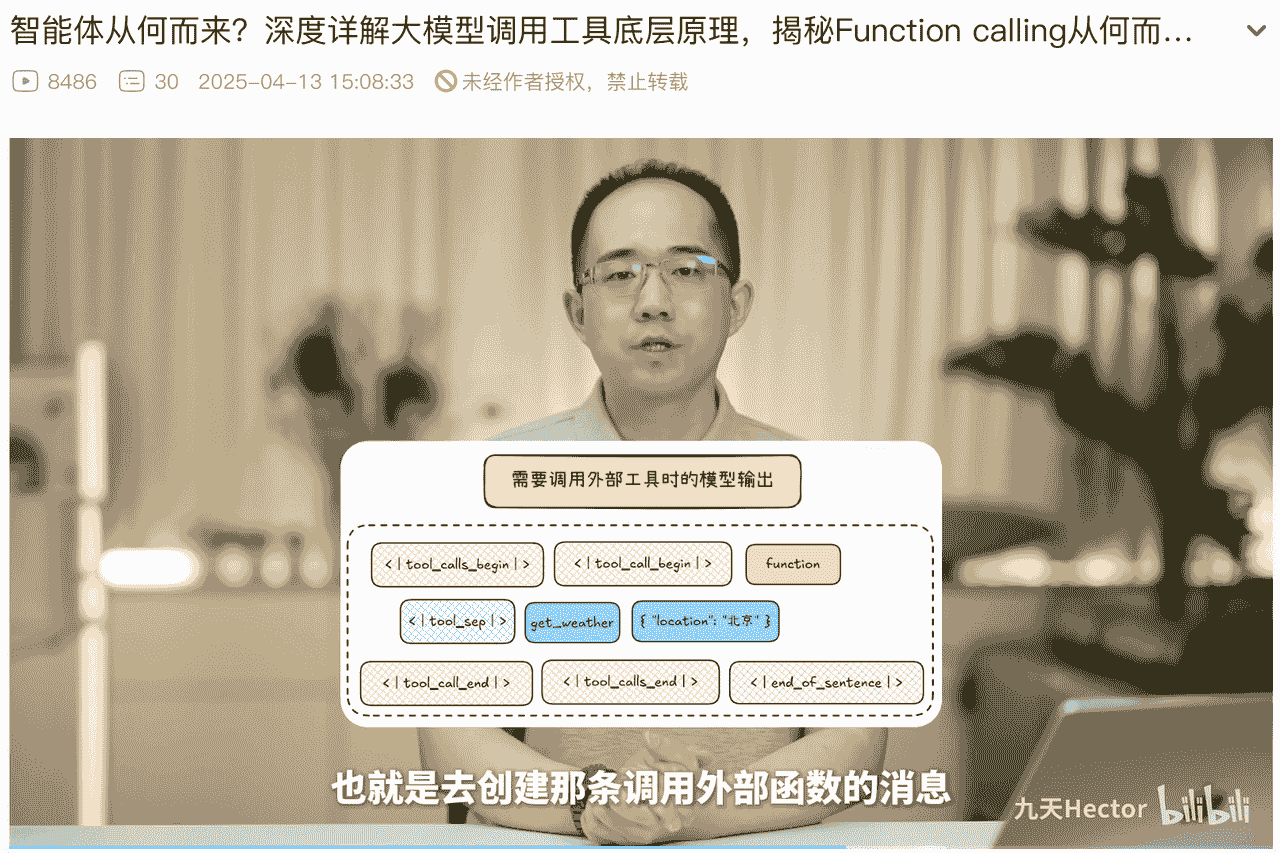 智能体从何而来？深度详解大模型调用工具底层原理，揭秘Function calling从何而...
8486 30 2025-04-13 15:08:33 未经作者授权，禁止转载
需要调用外部工具时的模型输出
<|tool_calls_begin|> <|tool_call_begin|> function
<|tool_sep|> get_weather { "location": "北京" }
<|tool_call_end|> <|tool_calls_end|> <|end_of_sentence|>
也就是去创建那条调用外部函数的消息
九天Hector bilibili